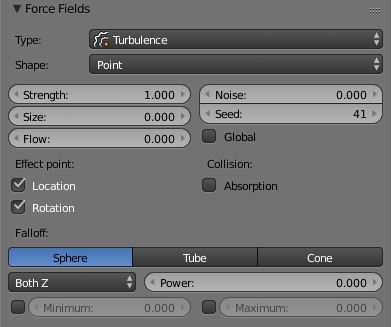 Force Fields
Type: Turbulence
Shape: Point
Strength: 1.000 Noise: 0.000
Size: 0.000 Seed: 41
Flow: 0.000 Global
Effect point: Collision:
Location Absorption
Rotation
Falloff:
Sphere Tube Cone
Both Z Power: 0.000
Minimum: 0.000 Maximum: 0.000